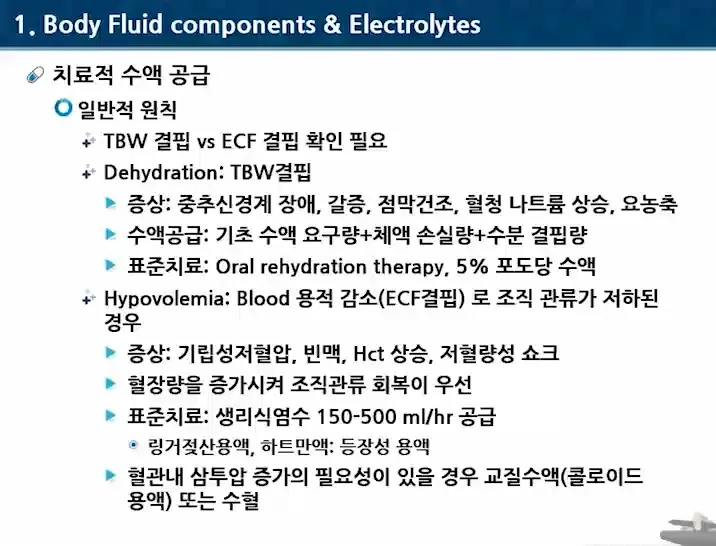 1. Body Fluid components & Electrolytes
치료적 수액 공급
일반적 원칙
TBW 결핍 vs ECF 결핍 확인 필요
Dehydration: TBW결핍
증상: 중추신경계 장애, 갈증, 점막건조, 혈청 나트륨 상승, 요농축
수액공급: 기초 수액 요구량+체액 손실량+수분 결핍량
표준치료: Oral rehydration therapy, 5% 포도당 수액
Hypovolemia: Blood 용적 감소(ECF결핍) 로 조직 관류가 저하된
경우
증상: 기립성저혈압, 빈맥, Hct 상승, 저혈량성 쇼크
혈장량을 증가시켜 조직관류 회복이 우선
표준치료: 생리식염수 150-500 ml/hr 공급
링거젖산용액, 하트만액: 등장성 용액
혈관내 삼투압 증가의 필요성이 있을 경우 교질수액(콜로이드
용액) 또는 수혈